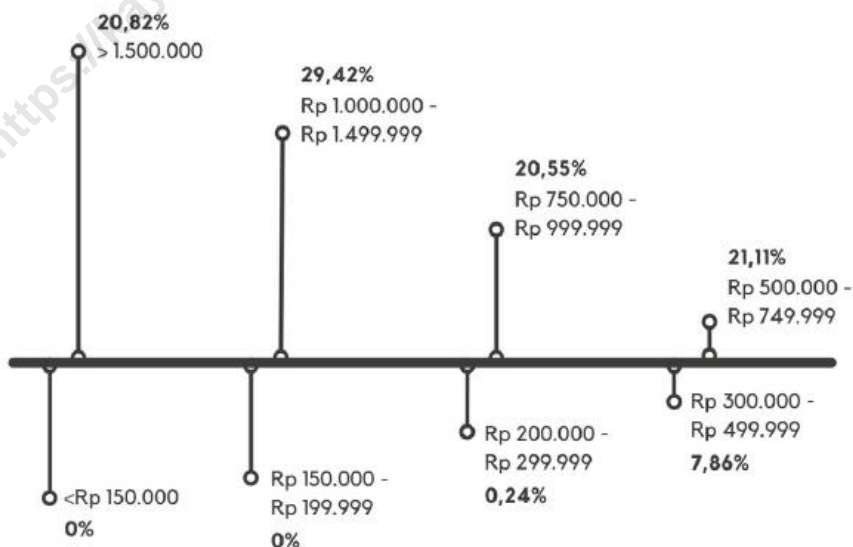 20,82%
> 1.500.000
29,42%
Rp 1.000.000 -
Rp 1.499.999
20,55%
Rp 750.000 -
Rp 999.999
21,11%
Rp 500.000 -
Rp 749.999
<Rp 150.000
0%
Rp 150.000 -
Rp 199.999
0%
Rp 200.000 -
Rp 299.999
0,24%
Rp 300.000 -
Rp 499.999
7,86%